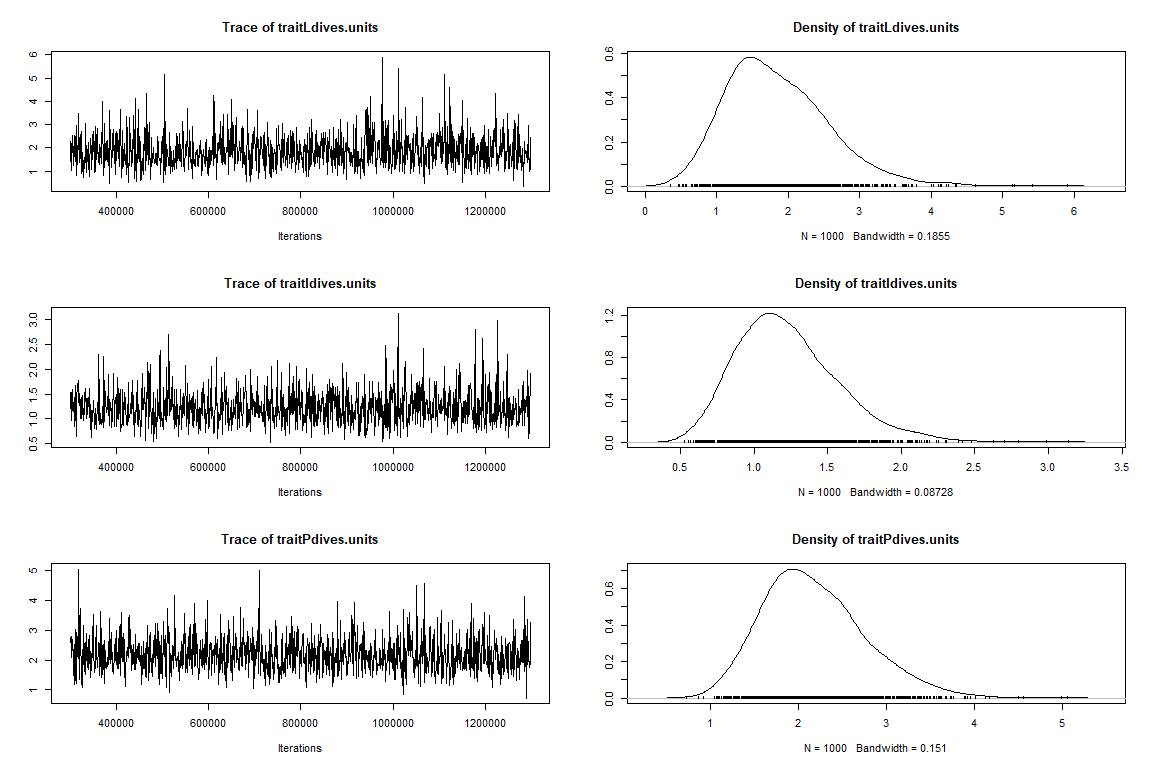 Trace of traitLdives.units
Density of traitLdives.units
6
5
4
3
2
1
400000 600000 800000 1000000 1200000
Iterations
0.6
0.4
0.2
0.0
0 1 2 3 4 5 6
N = 1000 Bandwidth = 0.1855
Trace of traitIdives.units
Density of traitIdives.units
3.0
2.5
2.0
1.5
1.0
0.5
400000 600000 800000 1000000 1200000
Iterations
1.2
0.8
0.4
0.0
0.5 1.0 1.5 2.0 2.5 3.0 3.5
N = 1000 Bandwidth = 0.08728
Trace of traitPdives.units
Density of traitPdives.units
5
4
3
2
1
400000 600000 800000 1000000 1200000
Iterations
0.6
0.4
0.2
0.0
1 2 3 4 5
N = 1000 Bandwidth = 0.151